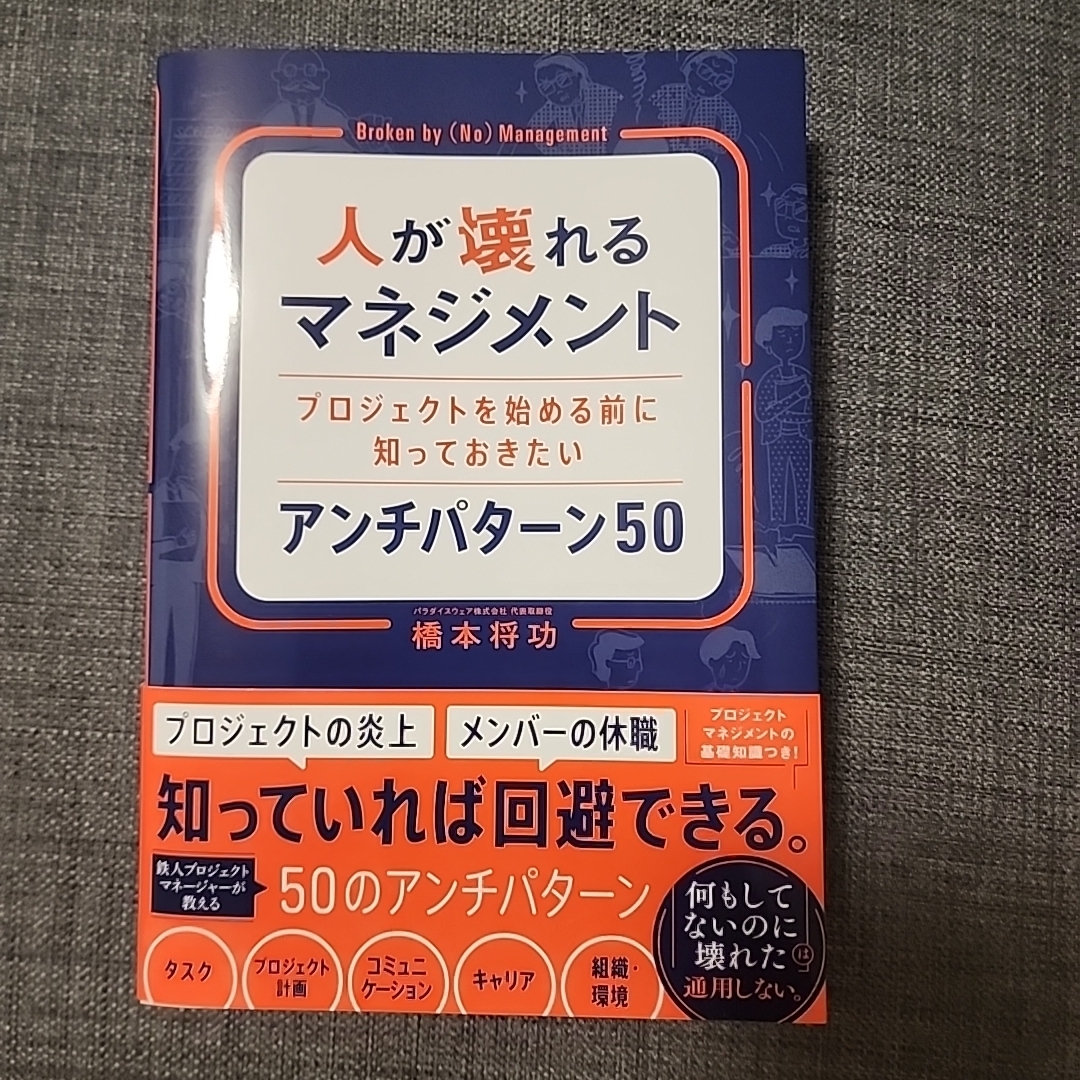 Broken by (No) Management
人が壊れる
マネジメント
プロジェクトを始める前に
知っておきたい
アンチパターン50
パラダイスウェア株式会社 代表取締役
橋本将功
プロジェクトの炎上
メンバーの休職
プロジェクト
マネジメントの
基礎知識つき!
知っていれば回避できる。
鉄人プロジェクト
マネージャーが
教える
50のアンチパターン
タスク
プロジェクト
計画
コミュニ
ケーション
キャリア
組織・
環境
何もして
ないのに
壊れたは
通用しない。